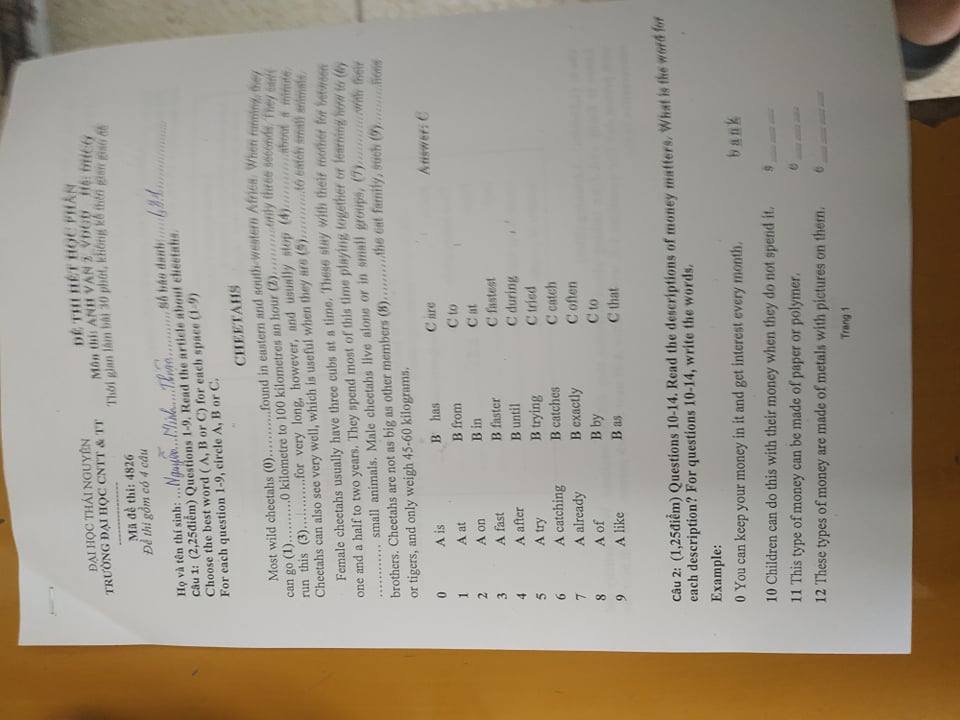 ĐẠI HỌC THÁI NGUYÊN
TRƯỜNG ĐẠI HỌC CNTT & TT
----------------
Mã đề thi: 4826
Đề thi gồm có 4 câu
ĐỀ THI HẾT HỌC PHẦN
Môn thi: ANH VĂN 2_VDGD Hệ: ĐHCQ
Thời gian làm bài 30 phút, không kể thời gian giao đề
Họ và tên thí sinh: ...Nguyễn...Minh...Thuận............Số báo danh:.....681................
Câu 1: (2,25điểm) Questions 1-9. Read the article about cheetahs.
Choose the best word ( A, B or C) for each space (1-9)
For each question 1-9, circle A, B or C.
CHEETAHS
Most wild cheetahs (0)...........found in eastern and south-western Africa. When running, they
can go (1)..........0 kilometre to 100 kilometres an hour (2)...........only three seconds. They can't
run this (3)............for very long, however, and usually stop (4)............about a minute.
Cheetahs can also see very well, which is useful when they are (5)...........to catch small animals.
Female cheetahs usually have three cubs at a time. These stay with their mother for between
one and a half to two years. They spend most of this time playing together or learning how to (6)
............ small animals. Male cheetahs live alone or in small groups, (7)............with their
brothers. Cheetahs are not as big as other members (8)..........the cat family, such (9)..........lions
or tigers, and only weigh 45-60 kilograms.
0 A is B has C are Answer: C
1 A at B from C to
2 A on B in C at
3 A fast B faster C fastest
4 A after B until C during
5 A try B trying C tried
6 A catching B catches C catch
7 A already B exactly C often
8 A of B by C to
9 A like B as C that
Câu 2: (1,25điểm) Questions 10-14. Read the descriptions of money matters. What is the word for
each description? For questions 10-14, write the words.
Example:
0 You can keep your money in it and get interest every month. b a n k
10 Children can do this with their money when they do not spend it. s __ __ __
11 This type of money can be made of paper or polymer. c __ __ __
12 These types of money are made of metals with pictures on them. c __ __ __ __
Trang 1